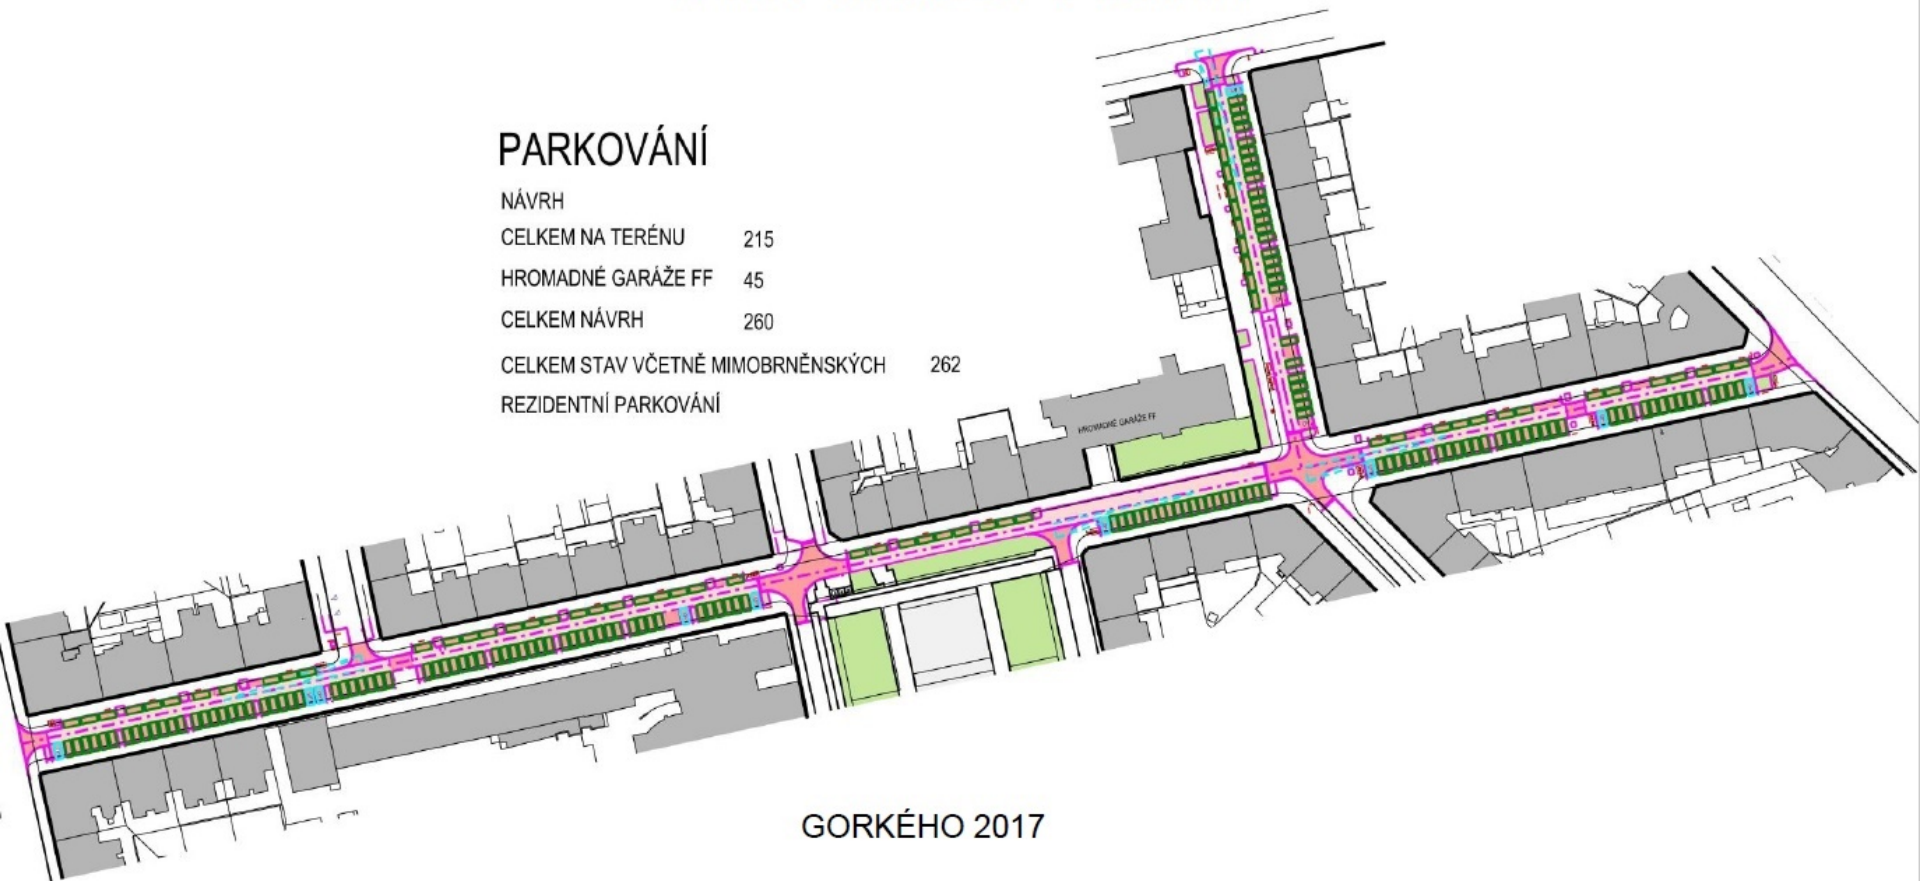 PARKOVÁNÍ
NÁVRH
CELKEM NA TERÉNU 215
HROMADNÉ GARÁŽE FF 45
CELKEM NÁVRH 260
CELKEM STAV VČETNĚ MIMOBRNĚNSKÝCH 262
REZIDENTNÍ PARKOVÁNÍ
HROMADNÉ GARÁŽE FF
GORKÉHO 2017